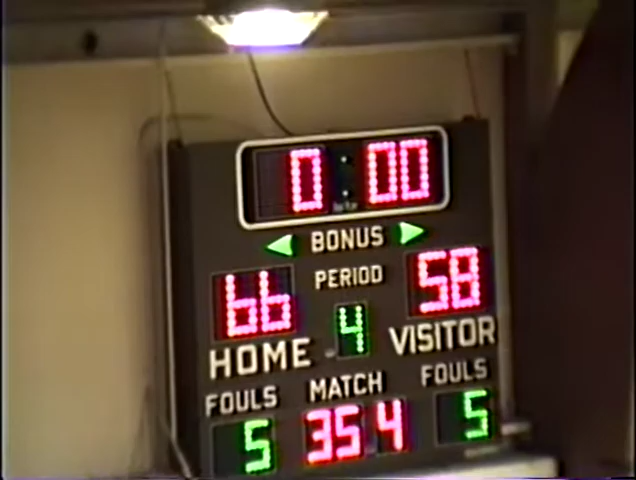 0:00
BONUS
PERIOD
66 4 58
HOME VISITOR
FOULS MATCH FOULS
5 35 4 5